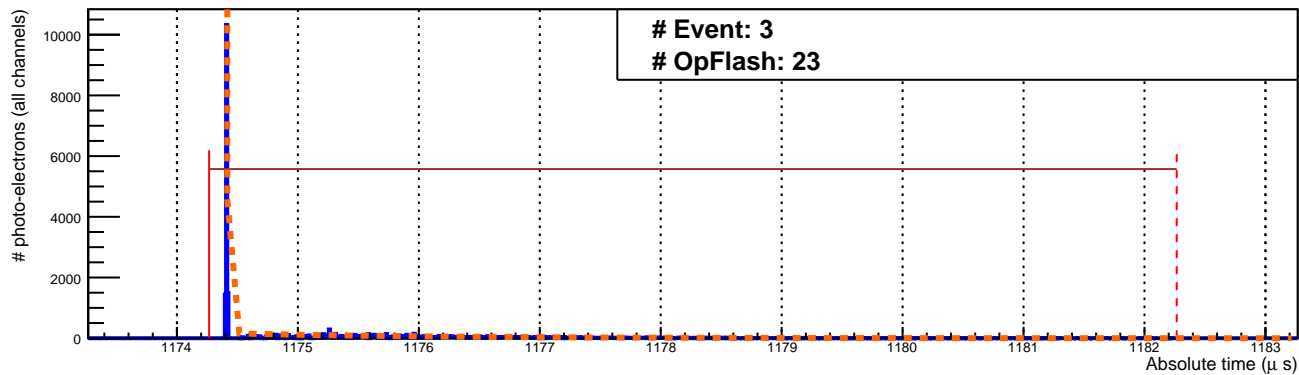 # Event: 3
# OpFlash: 23
# photo-electrons (all channels)
10000
8000
6000
4000
2000
0
1174 1175 1176 1177 1178 1179 1180 1181 1182 1183
Absolute time (μ s)